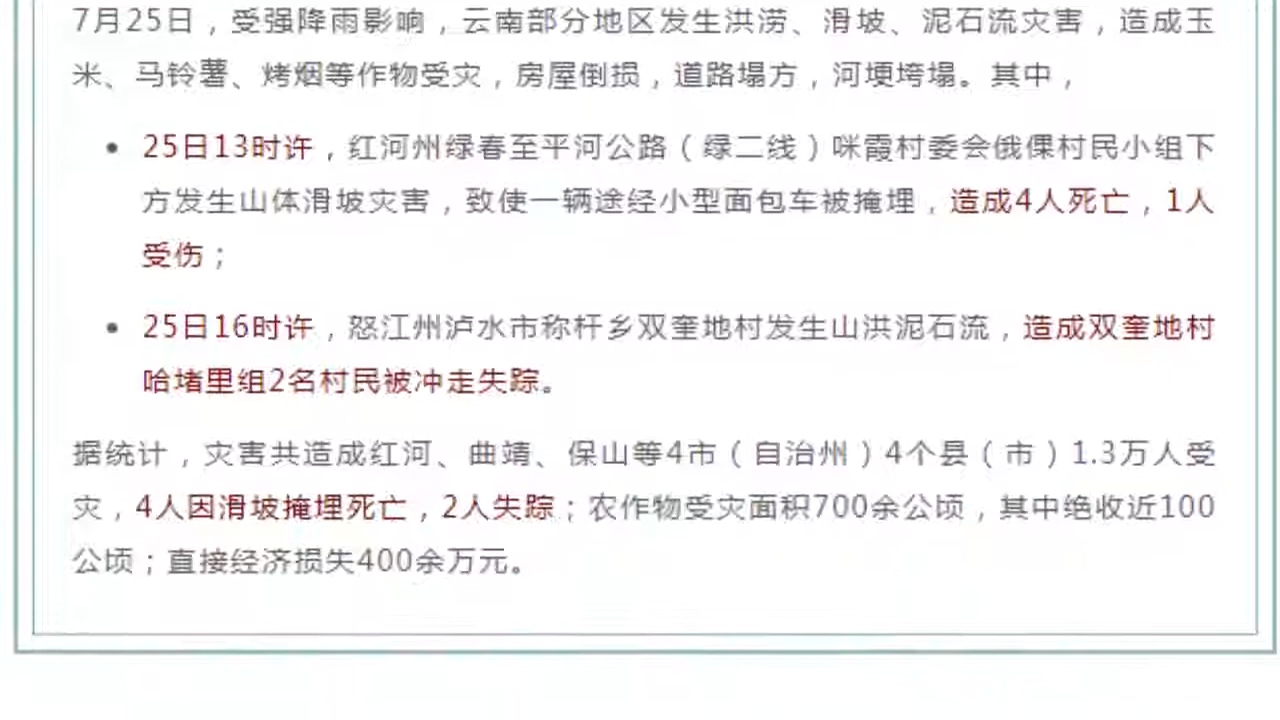 7月25日，受强降雨影响，云南部分地区发生洪涝、滑坡、泥石流灾害，造成玉
米、马铃薯、烤烟等作物受灾，房屋倒损，道路塌方，河埂垮塌。其中，
• 25日13时许，红河州绿春至平河公路（绿二线）咪霞村委会俄倮村民小组下
方发生山体滑坡灾害，致使一辆途经小型面包车被掩埋，造成4人死亡，1人
受伤；
• 25日16时许，怒江州泸水市称杆乡双奎地村发生山洪泥石流，造成双奎地村
哈堵里组2名村民被冲走失踪。
据统计，灾害共造成红河、曲靖、保山等4市（自治州）4个县（市）1.3万人受
灾，4人因滑坡掩埋死亡，2人失踪；农作物受灾面积700余公顷，其中绝收近100
公顷；直接经济损失400余万元。